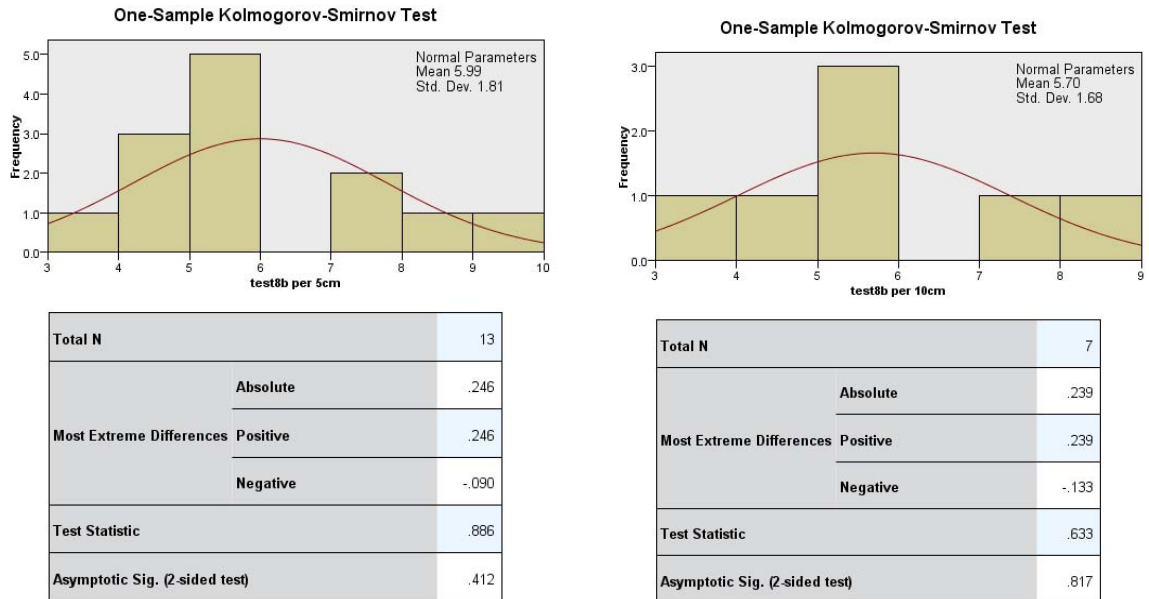 One-Sample Kolmogorov-Smirnov Test
Normal Parameters
Mean 5.99
Std. Dev. 1.81
Frequency
5.0
4.0
3.0
2.0
1.0
0.0
3 4 5 6 7 8 9 10
test8b per 5cm
Total N 13
Most Extreme Differences Absolute .246
Positive .246
Negative -.090
Test Statistic .886
Asymptotic Sig. (2-sided test) .412
One-Sample Kolmogorov-Smirnov Test
Normal Parameters
Mean 5.70
Std. Dev. 1.68
Frequency
3.0
2.0
1.0
0.0
3 4 5 6 7 8 9
test8b per 10cm
Total N 7
Most Extreme Differences Absolute .239
Positive .239
Negative -.133
Test Statistic .633
Asymptotic Sig. (2-sided test) .817